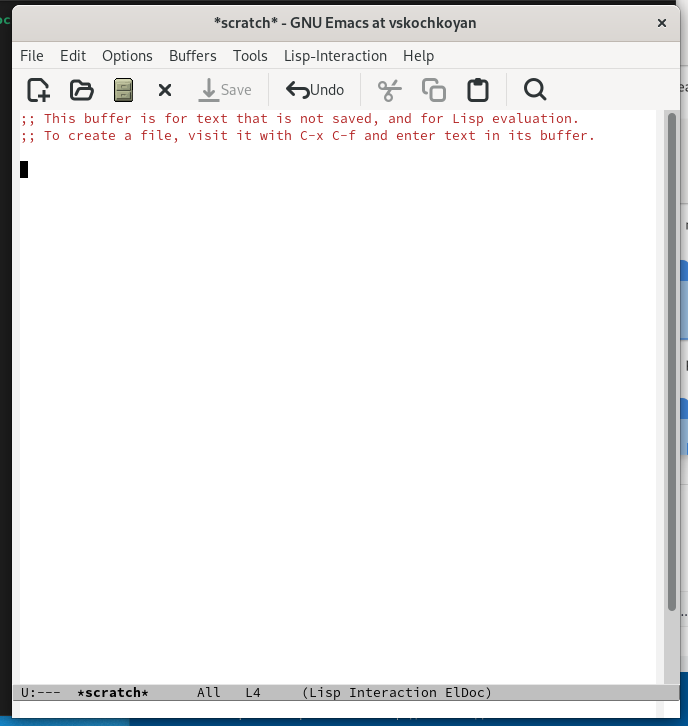 *scratch* - GNU Emacs at vskochkoyan
File Edit Options Buffers Tools Lisp-Interaction Help
Save Undo
;; This buffer is for text that is not saved, and for Lisp evaluation.
;; To create a file, visit it with C-x C-f and enter text in its buffer.
U:--- *scratch* All L4 (Lisp Interaction ElDoc)